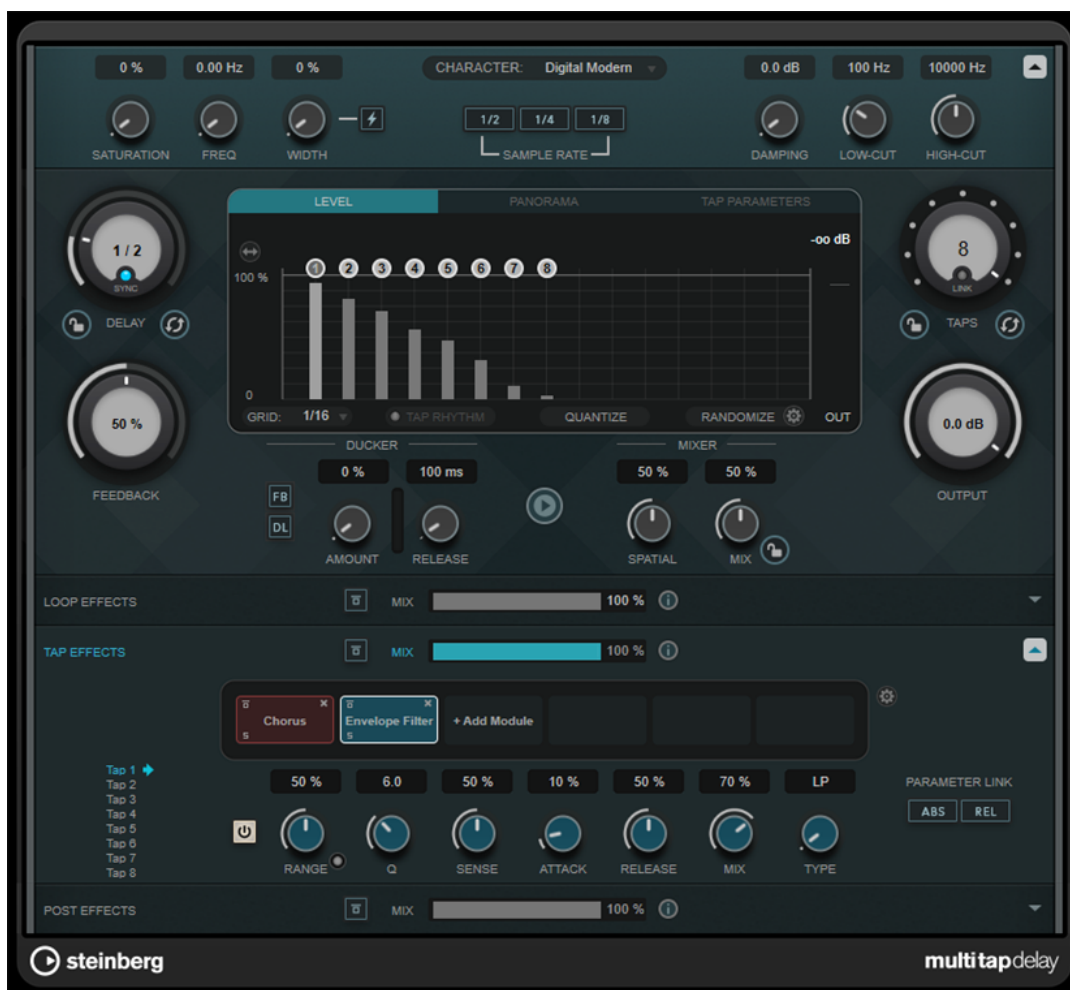 0 %
0.00 Hz
0 %
CHARACTER: Digital Modern
0.0 dB
100 Hz
10000 Hz
1/2
1/4
1/8
SATURATION
FREQ
WIDTH
SAMPLE RATE
DAMPING
LOW-CUT
HIGH-CUT
LEVEL
PANORAMA
TAP PARAMETERS
1 / 2
SYNC
DELAY
-oo dB
100 %
1 2 3 4 5 6 7 8
0
8
LINK
TAPS
GRID: 1/16
TAP RHYTHM
QUANTIZE
RANDOMIZE
OUT
50 %
FEEDBACK
0.0 dB
OUTPUT
DUCKER
MIXER
0 %
100 ms
50 %
50 %
FB
DL
AMOUNT
RELEASE
SPATIAL
MIX
LOOP EFFECTS
MIX
100 %
TAP EFFECTS
MIX
100 %
Chorus
S
Envelope Filter
S
+ Add Module
Tap 1
Tap 2
Tap 3
Tap 4
Tap 5
Tap 6
Tap 7
Tap 8
50 %
6.0
50 %
10 %
50 %
70 %
LP
RANGE
Q
SENSE
ATTACK
RELEASE
MIX
TYPE
PARAMETER LINK
ABS
REL
POST EFFECTS
MIX
100 %
steinberg
multitapdelay